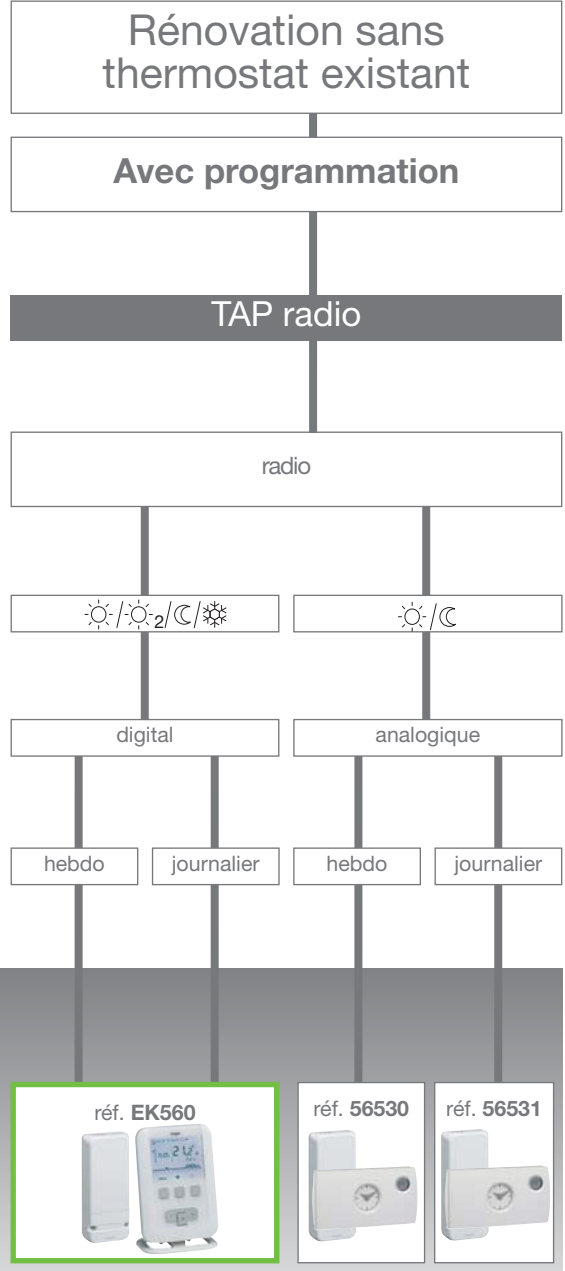 Rénovation sans
thermostat existant
Avec programmation
TAP radio
radio
/ 2/ /
/
digital
analogique
hebdo
journalier
hebdo
journalier
réf. EK560
réf. 56530
réf. 56531